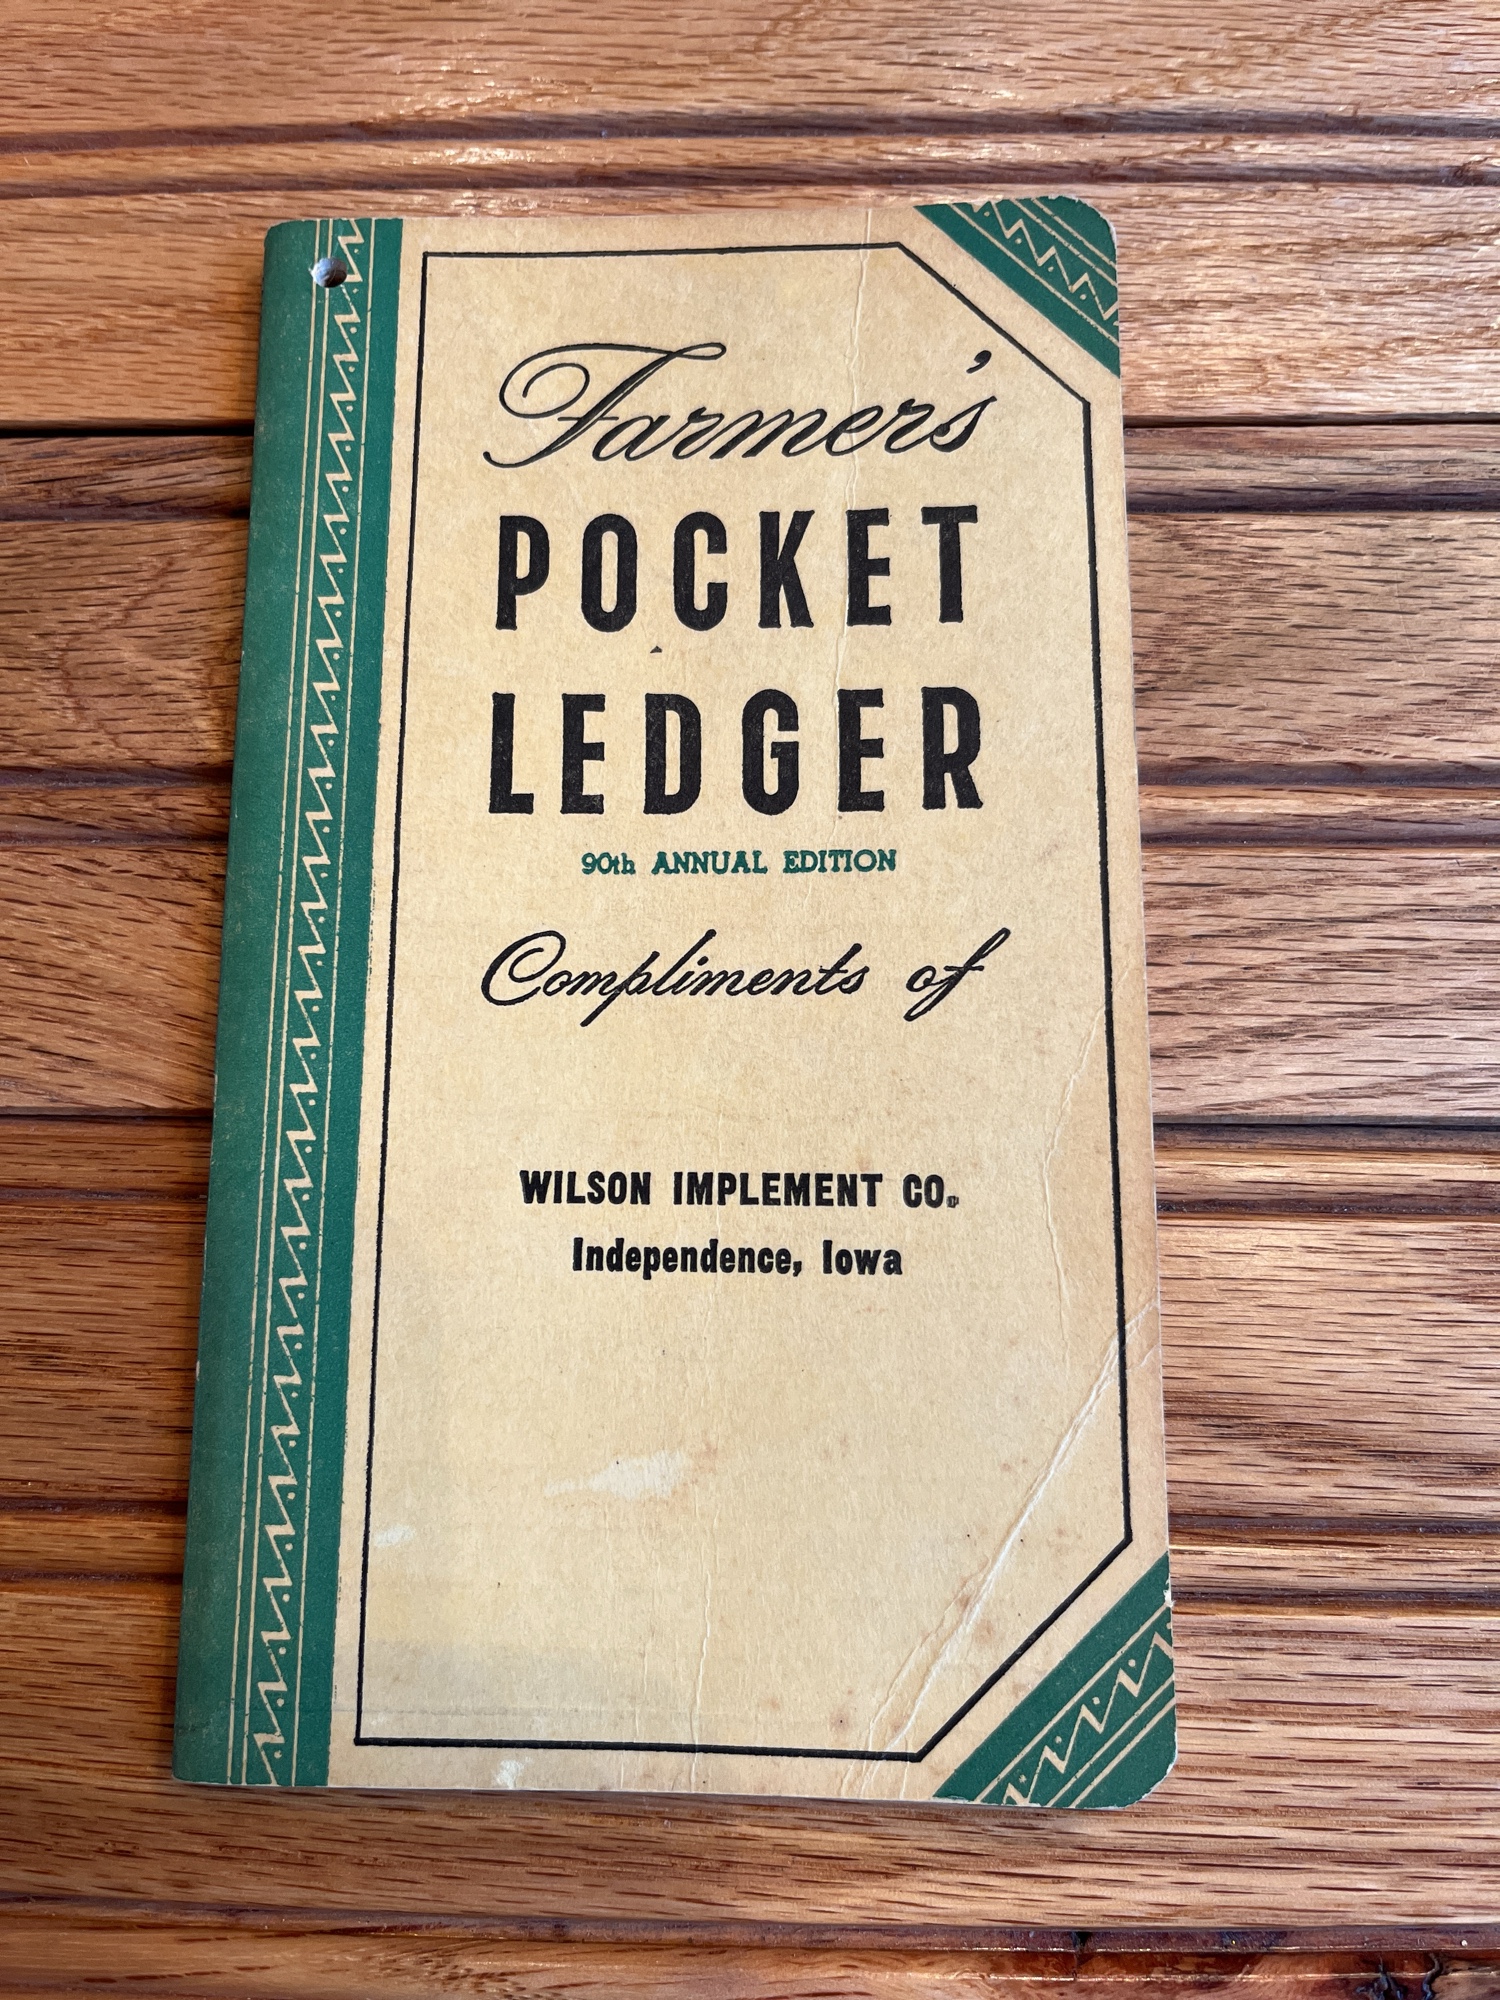 Farmer's
POCKET
LEDGER
90th ANNUAL EDITION
Compliments of
WILSON IMPLEMENT CO.
Independence, Iowa